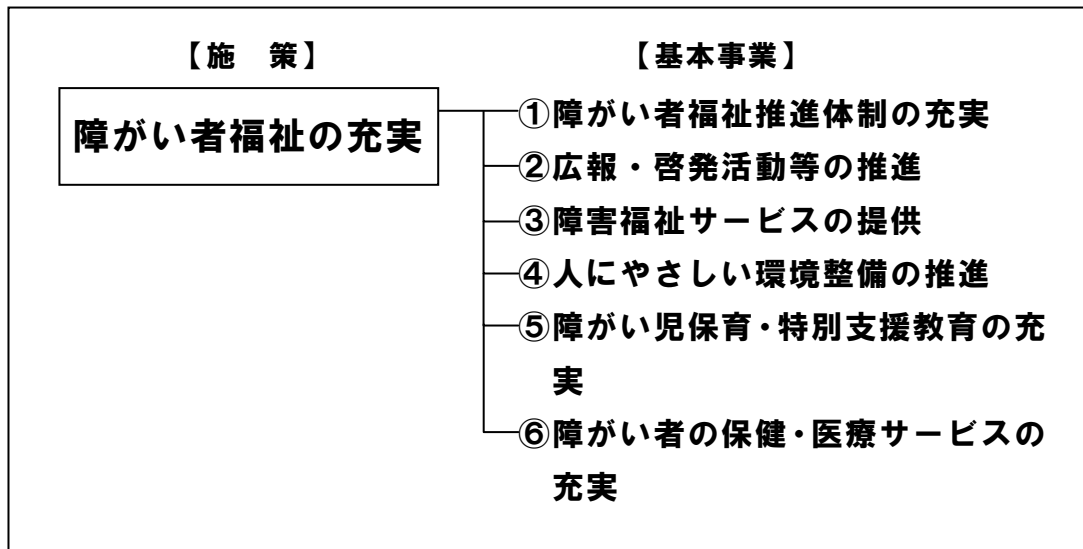 【施　策】
【基本事業】
障がい者福祉の充実
①障がい者福祉推進体制の充実
②広報・啓発活動等の推進
③障害福祉サービスの提供
④人にやさしい環境整備の推進
⑤障がい児保育・特別支援教育の充
実
⑥障がい者の保健・医療サービスの
充実